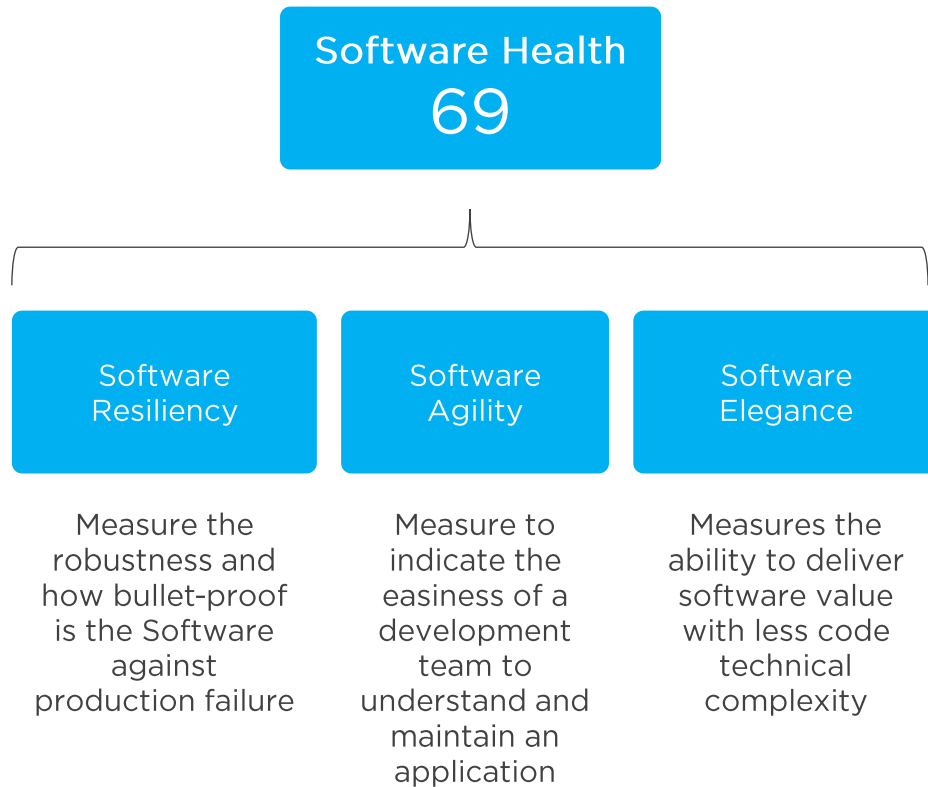 Software Health
69
Software
Resiliency
Software
Agility
Software
Elegance
Measure the
robustness and
how bullet-proof
is the Software
against
production failure
Measure to
indicate the
easiness of a
development
team to
understand and
maintain an
application
Measures the
ability to deliver
software value
with less code
technical
complexity